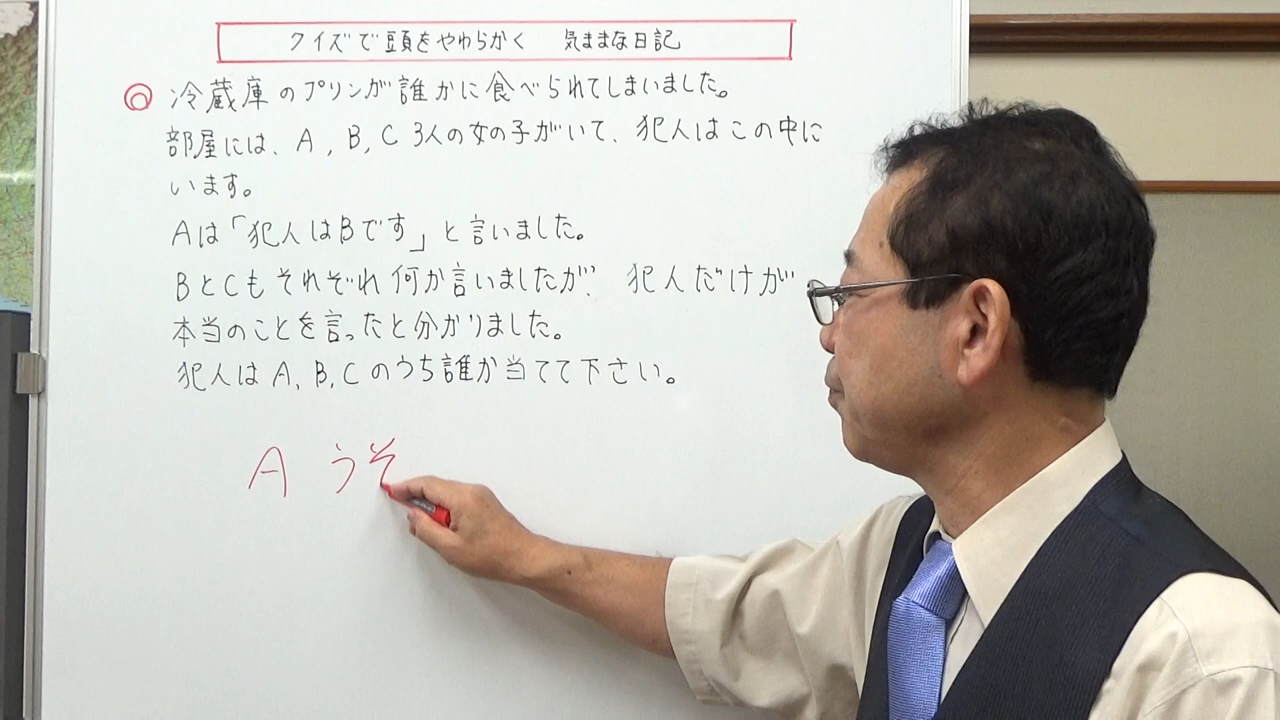 クイズで頭をやわらかく 気ままな日記
◎ 冷蔵庫のプリンが誰かに食べられてしまいました。
部屋には、A, B, C 3人の女の子がいて、犯人はこの中に
います。
Aは「犯人はBです」と言いました。
BとCもそれぞれ何か言いましたが、犯人だけが
本当のことを言ったと分かりました。
犯人はA, B, Cのうち誰か当てて下さい。
A うそ